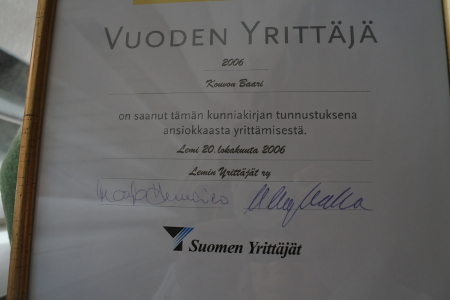 VUODEN YRITTÄJÄ
2006
Kouvon Baari
on saanut tämän kunniakirjan tunnustuksena
ansiokkaasta yrittämisestä.
Lemi 20. lokakuuta 2006
Lemin Yrittäjät ry
Suomen Yrittäjät